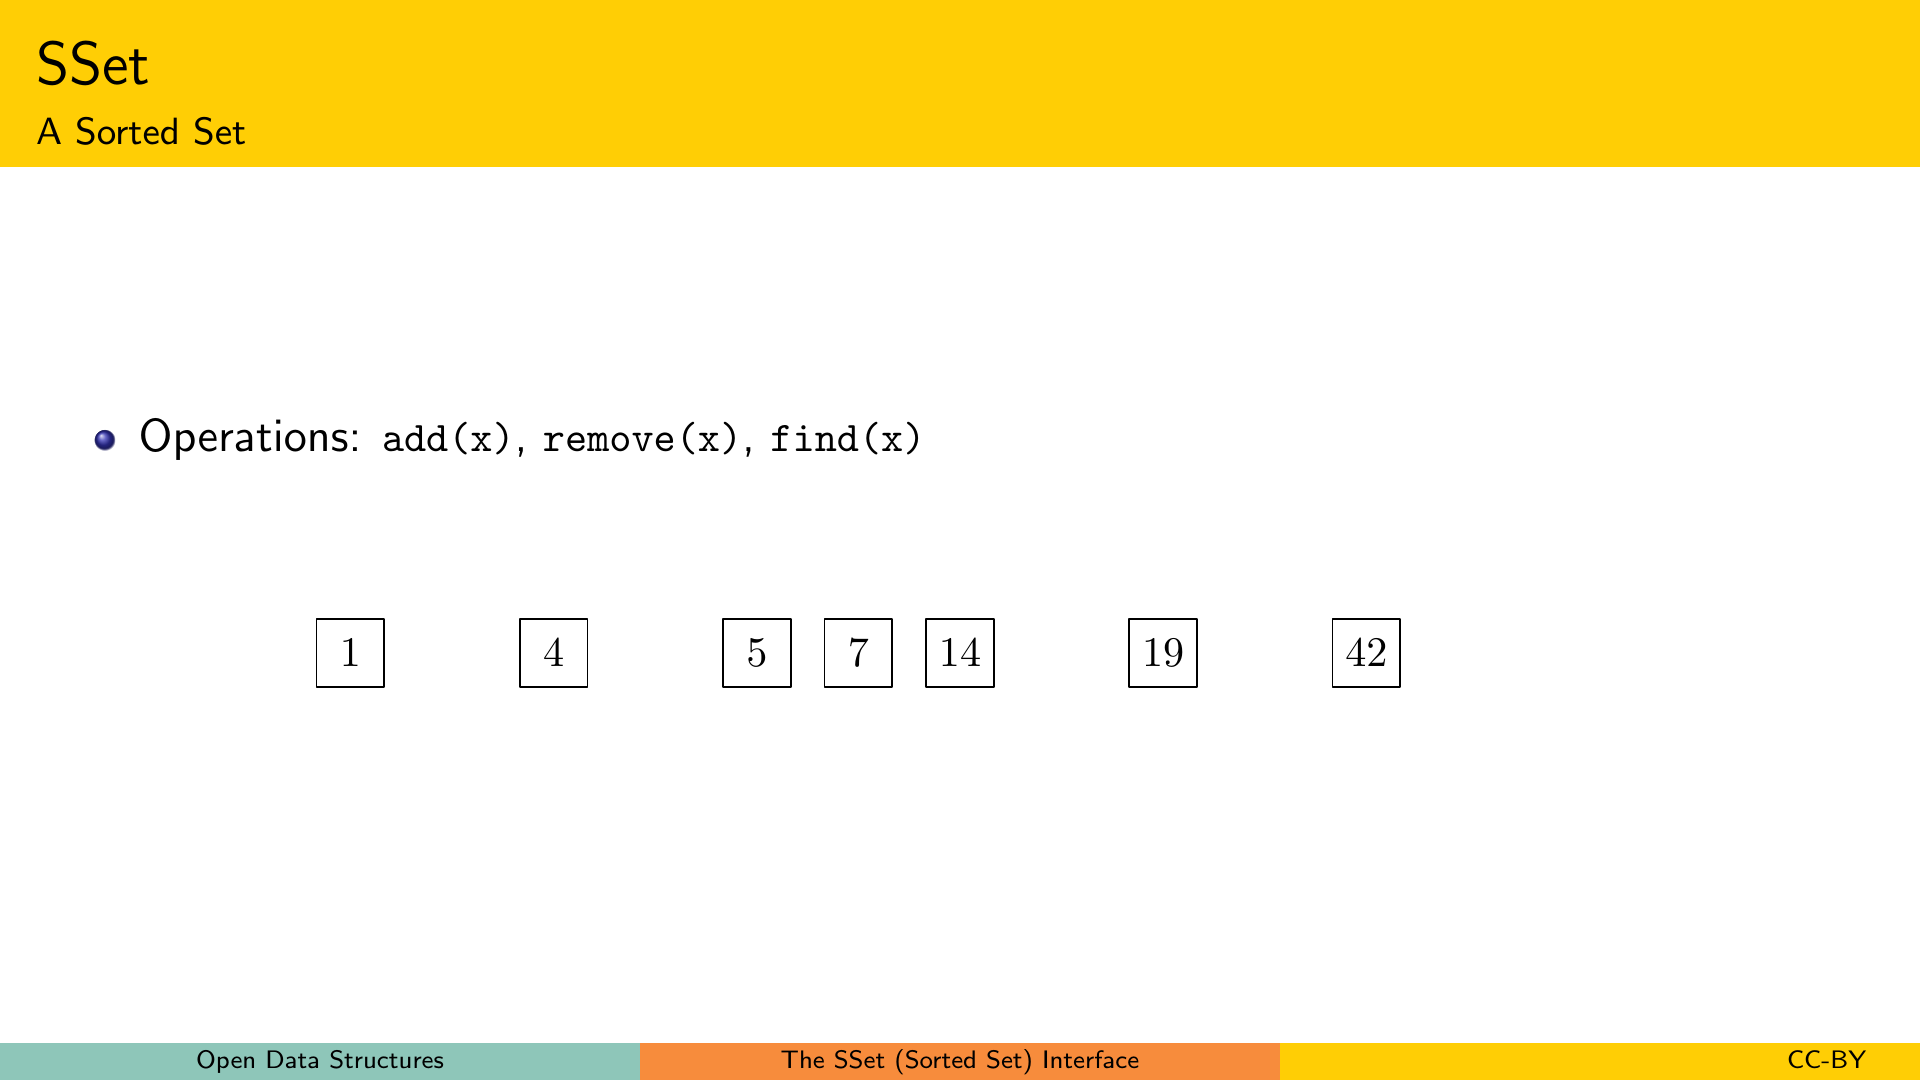 SSet
A Sorted Set
Operations: add(x), remove(x), find(x)
1 4 5 7 14 19 42
Open Data Structures The SSet (Sorted Set) Interface CC-BY